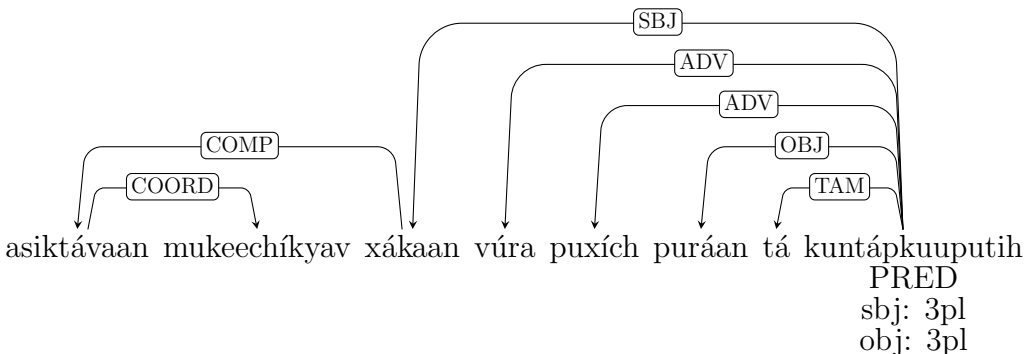 SBJ
ADV
ADV
COMP OBJ
COORD TAM
asiktávaan mukeechíkyav xákaan vúra puxích puráan tá kuntápkuuputih
PRED
sbj: 3pl
obj: 3pl